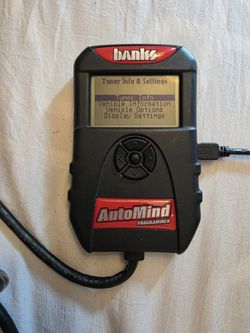 banks
Tuner Info & Settings
Tuner Info
Vehicle Information
Vehicle Options
Display Settings
AutoMind
PROGRAMMER